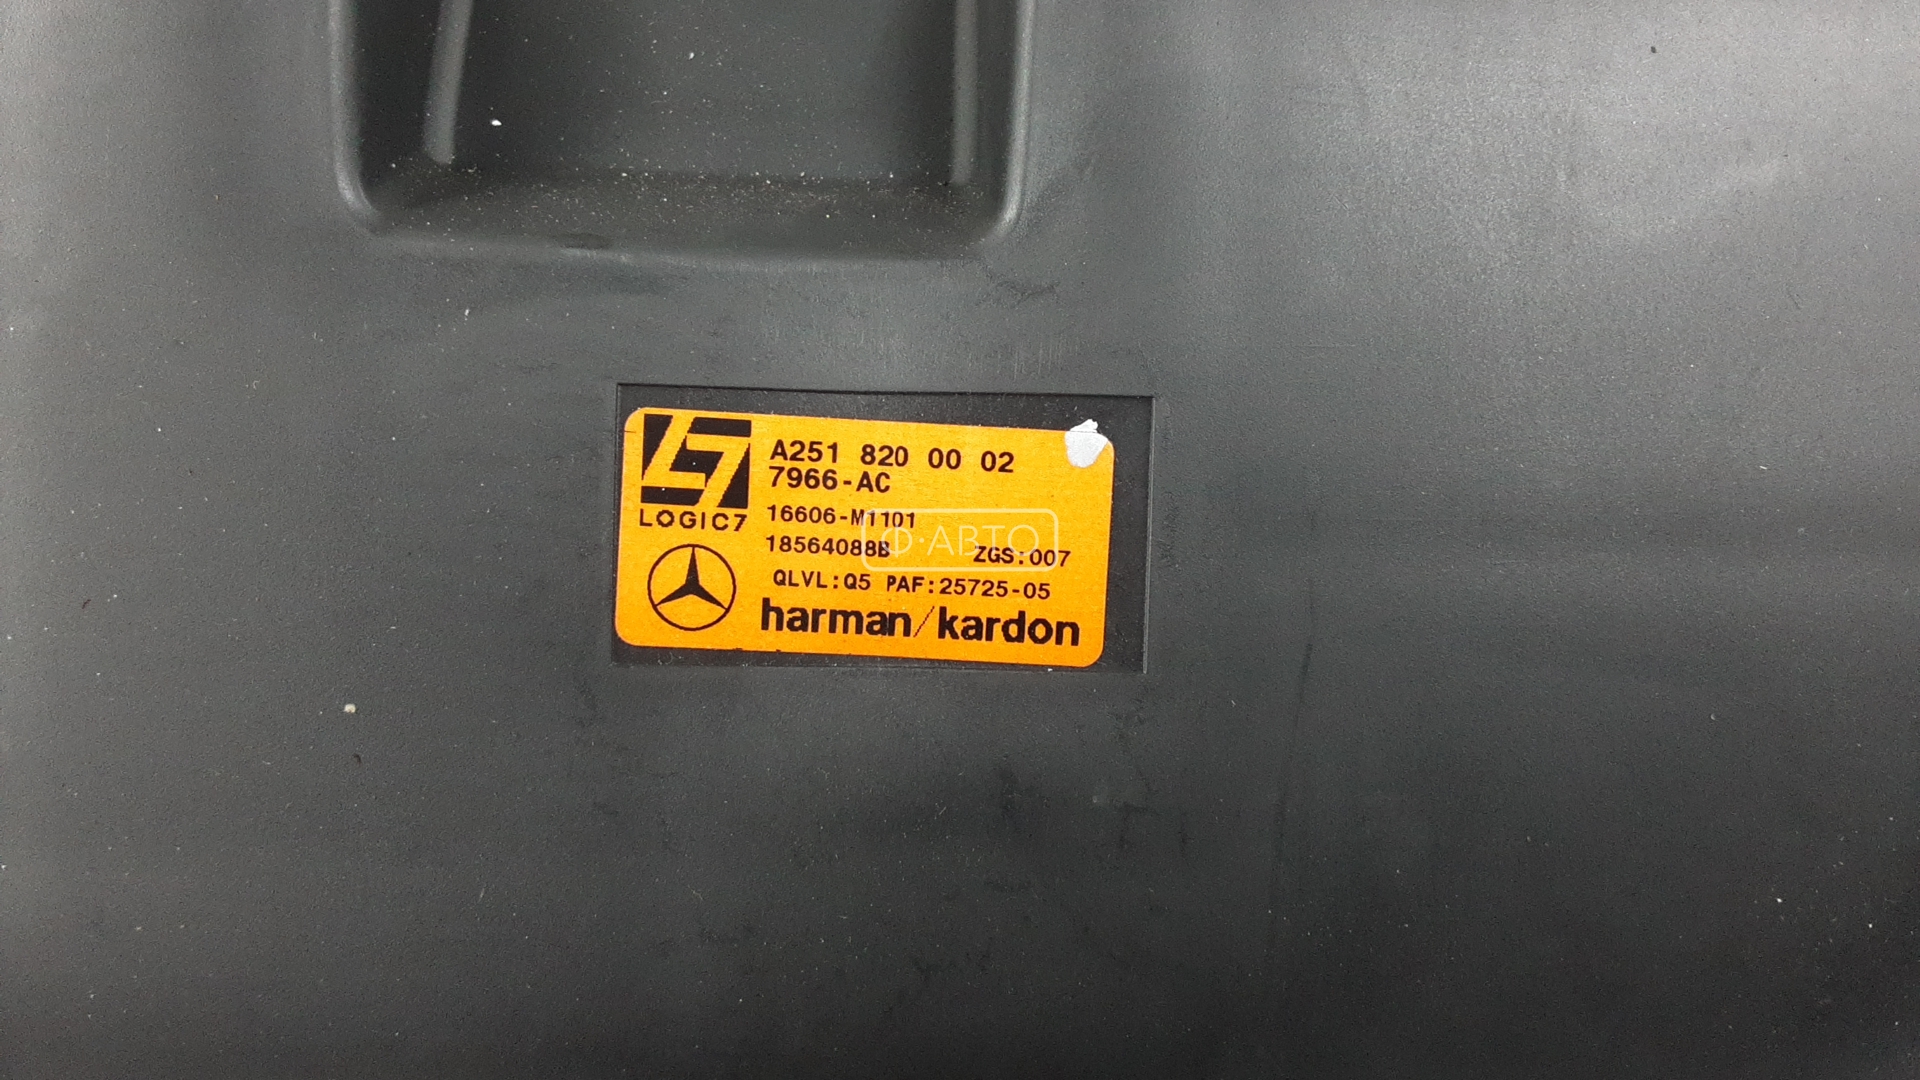 A251 820 00 02
7966-AC
LOGIC7
16606-M1101
18564088B ZGS:007
QLVL:Q5 PAF:25725-05
harman/kardon
Ф·АВТО